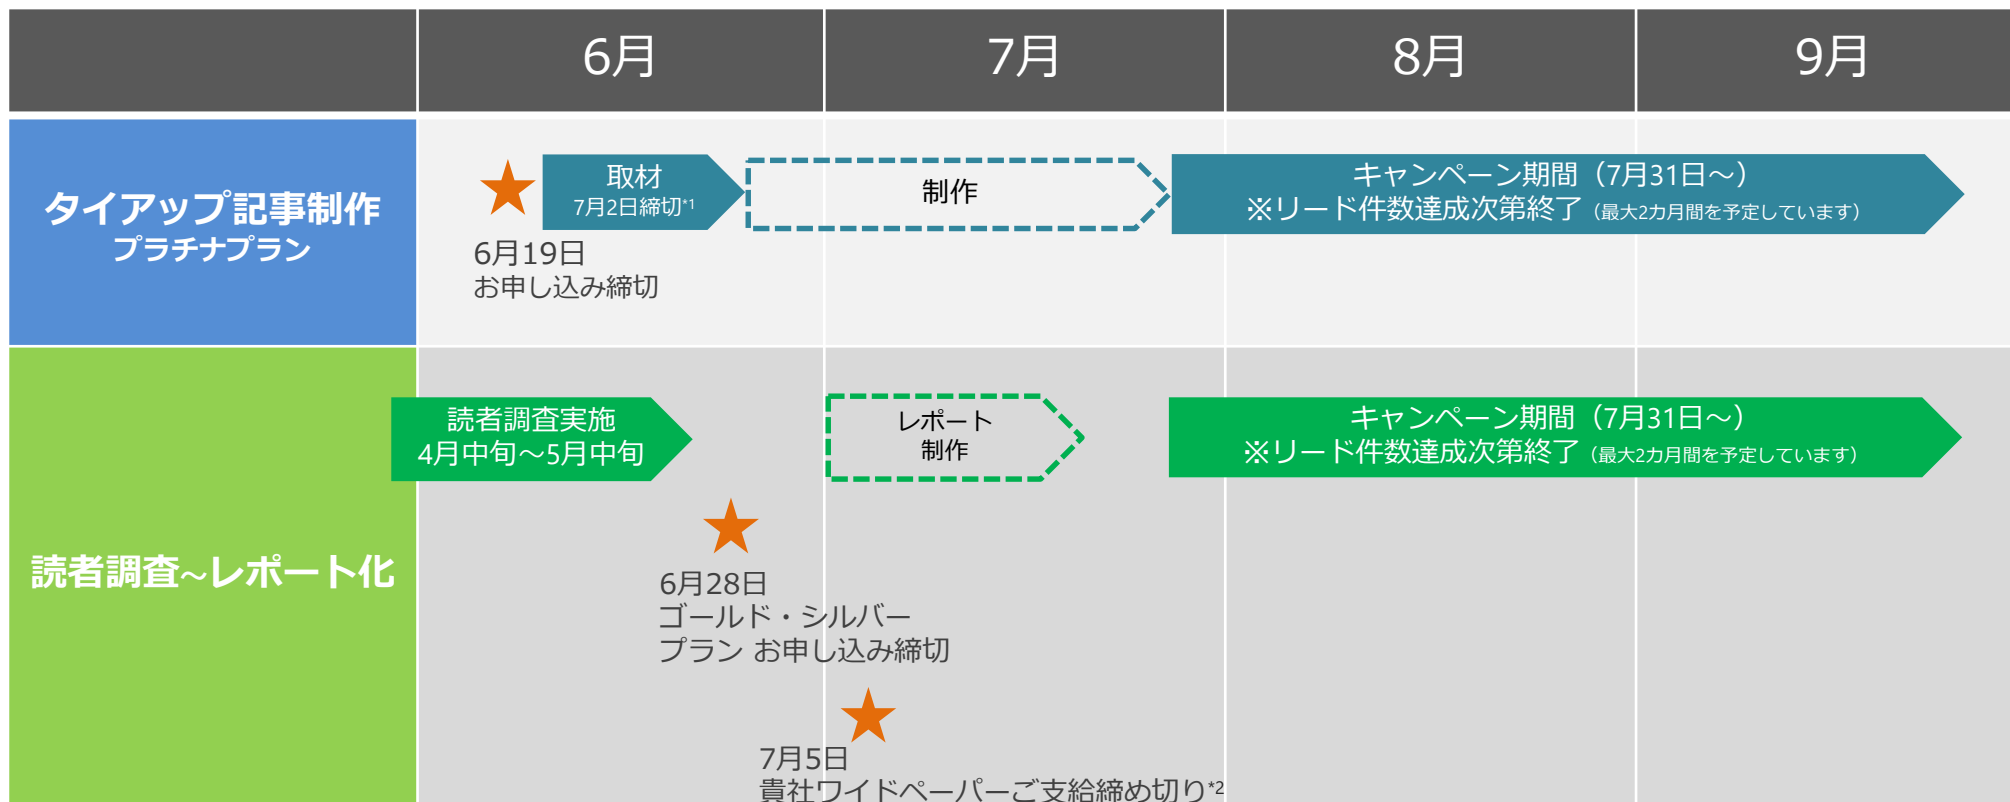 6月
7月
8月
9月
タイアップ記事制作
プラチナプラン
取材
7月2日締切*1
制作
キャンペーン期間（7月31日～）
※リード件数達成次第終了（最大2カ月間を予定しています）
6月19日
お申し込み締切
読者調査~レポート化
読者調査実施
4月中旬～5月中旬
レポート
制作
キャンペーン期間（7月31日～）
※リード件数達成次第終了（最大2カ月間を予定しています）
6月28日
ゴールド・シルバー
プラン お申し込み締切
7月5日
貴社ワイドペーパーご支給締め切り*2